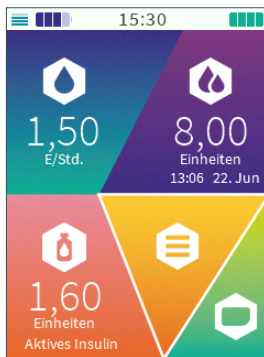 15:30
1,50
E/Std.
8,00
Einheiten
13:06 22. Jun
1,60
Einheiten
Aktives Insulin